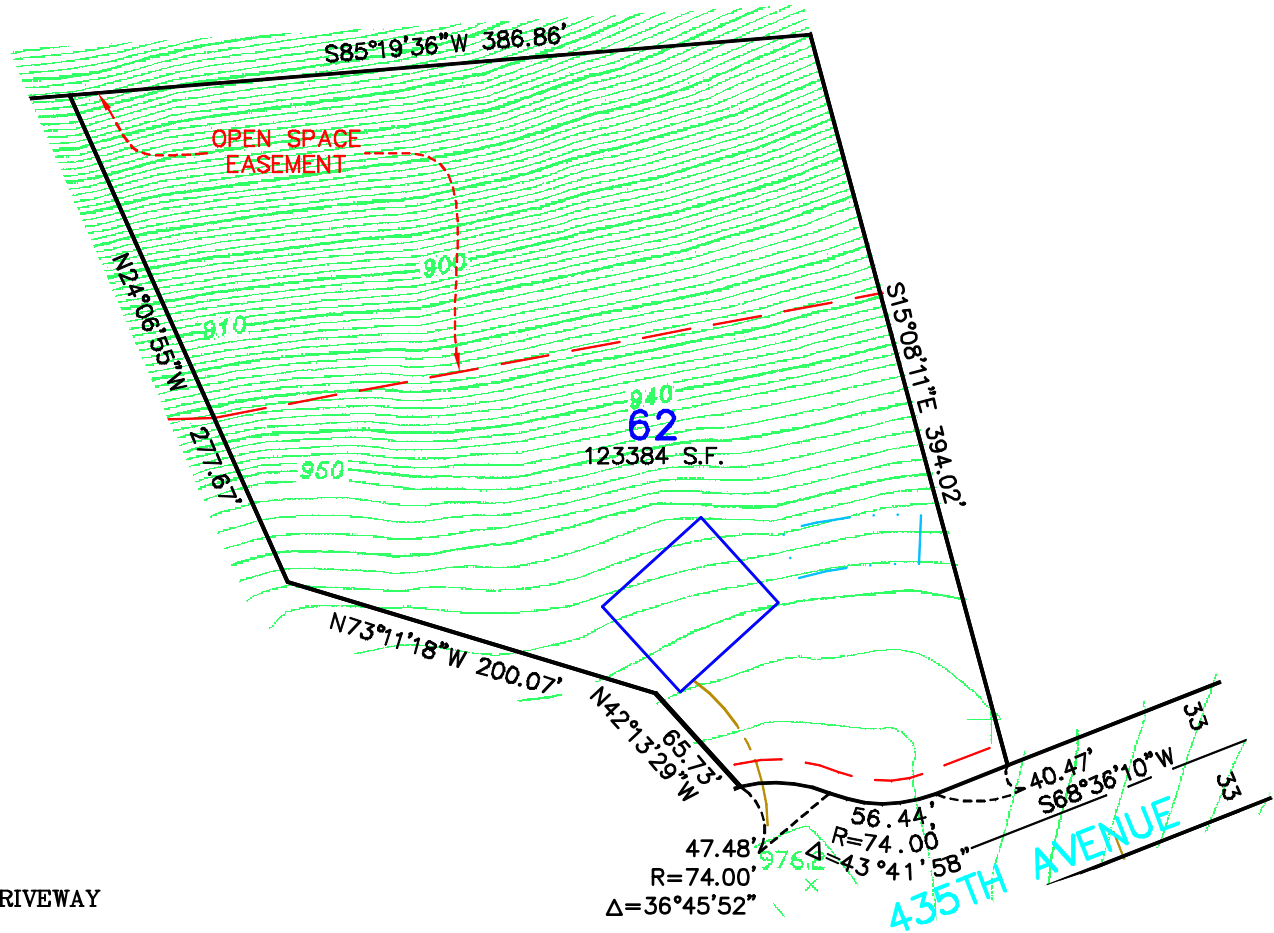 S85°19'36"W 386.86'
OPEN SPACE
EASEMENT
900
N24°06'55"W 277.67'
910
S15°08'11"E 394.02'
940
62
123384 S.F.
950
N73°11'18"W 200.07'
N42°13'29"W
65.73'
33
40.47'
S68°36'10"W
33
56.44'
R=74.00'
Δ=43°41'58"
47.48'
R=74.00'
Δ=36°45'52"
976.2
435TH AVENUE
RIVEWAY